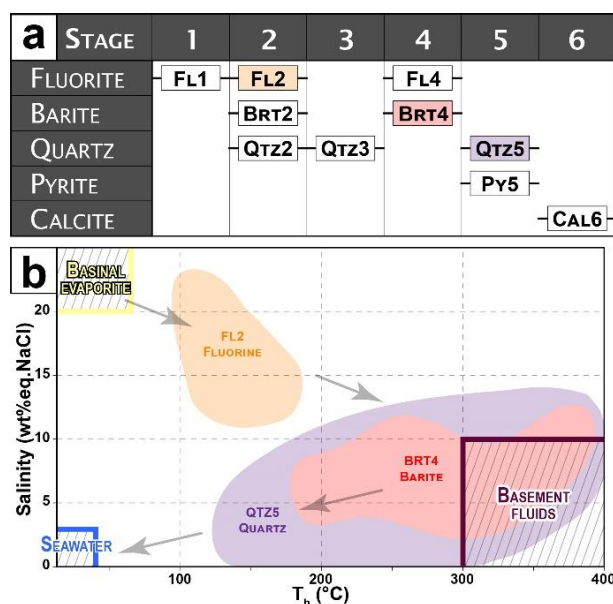 a STAGE 1 2 3 4 5 6
FLUORITE FL1 FL2 FL4
BARITE BRT2 BRT4
QUARTZ QTZ2 QTZ3 QTZ5
PYRITE PY5
CALCITE CAL6
b
BASINAL
EVAPORITE
20
FL2
FLUORINE
15
Salinity (wt%eq.NaCl)
10
BRT4
BARITE
5
QTZ5
QUARTZ
BASEMENT
FLUIDS
SEAWATER
0
100 200 300 400
Th (°C)